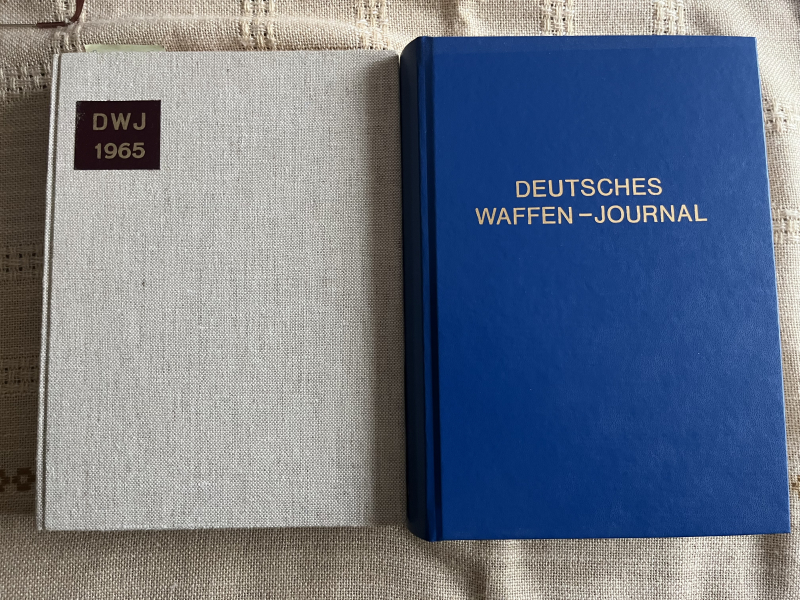 DWJ
1965
DEUTSCHES
WAFFEN-JOURNAL